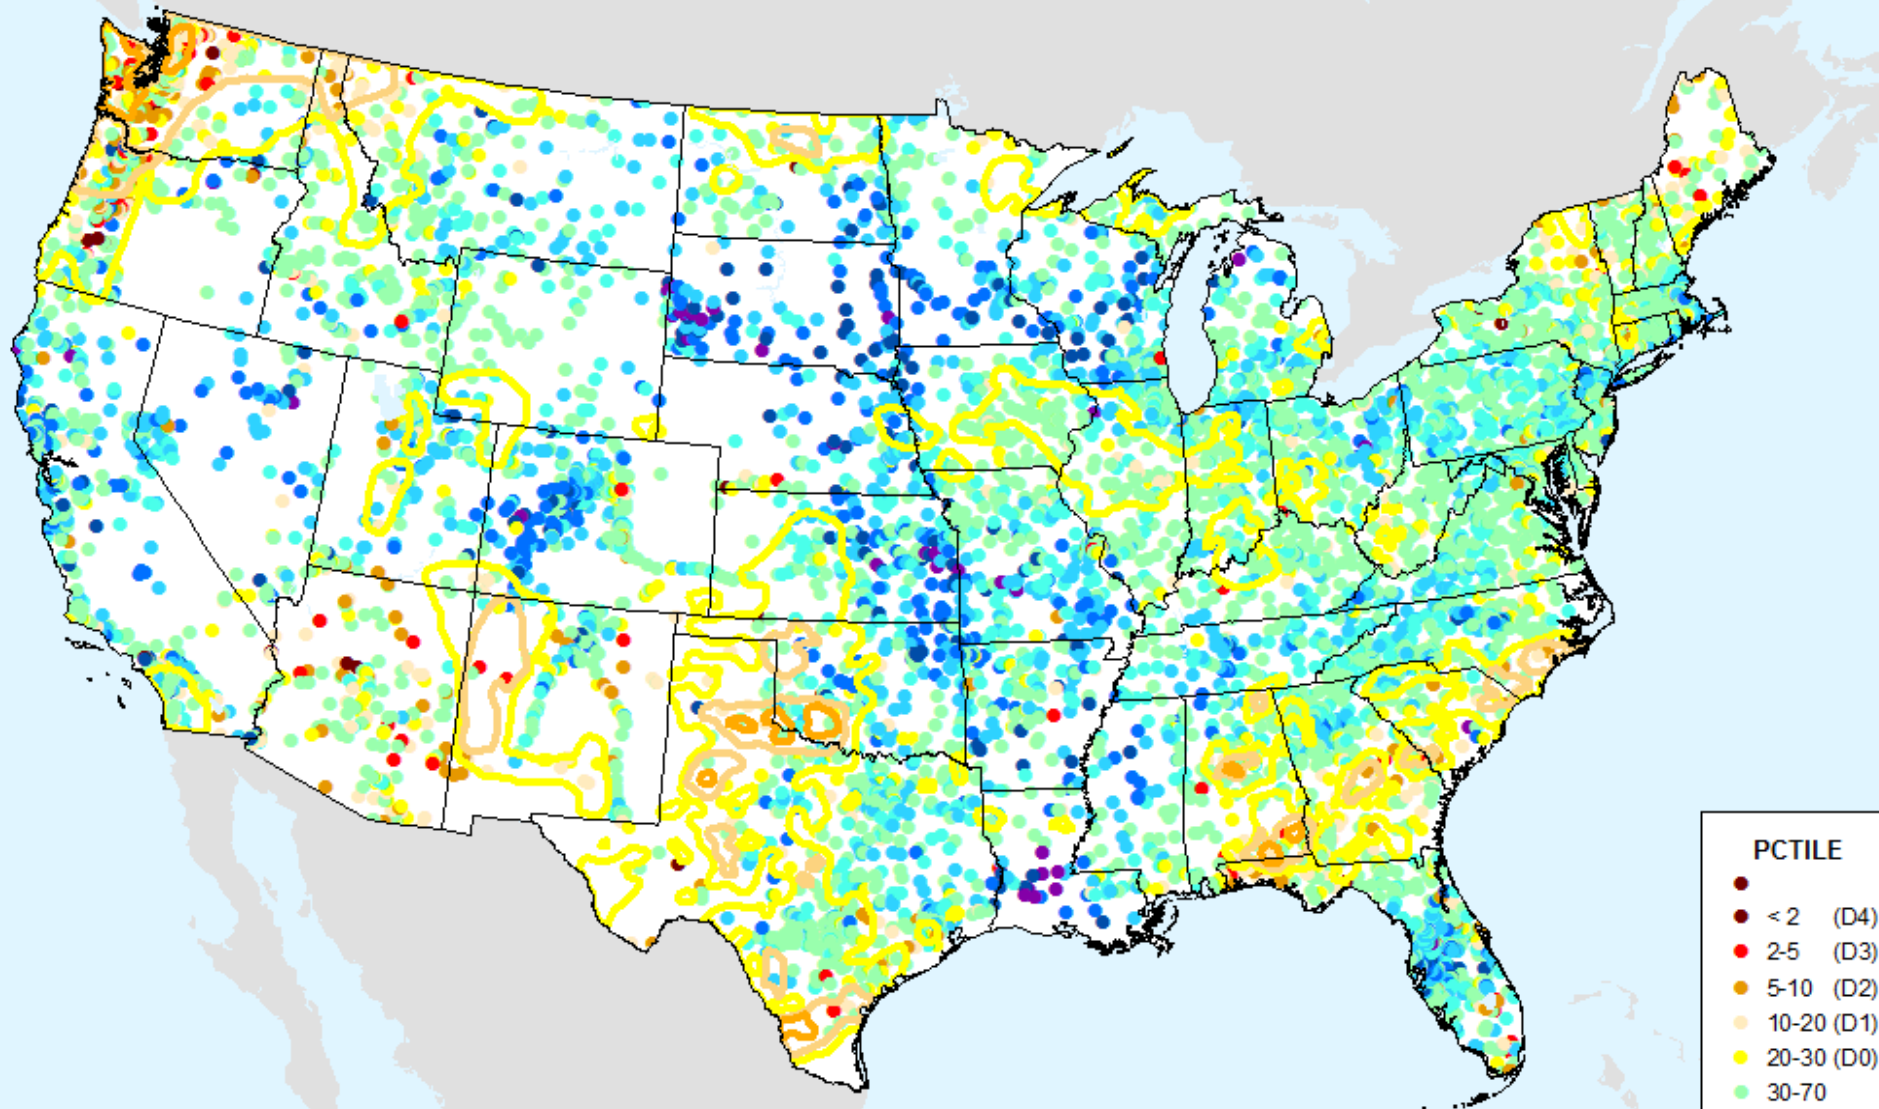 PCTILE
< 2 (D4)
2-5 (D3)
5-10 (D2)
10-20 (D1)
20-30 (D0)
30-70